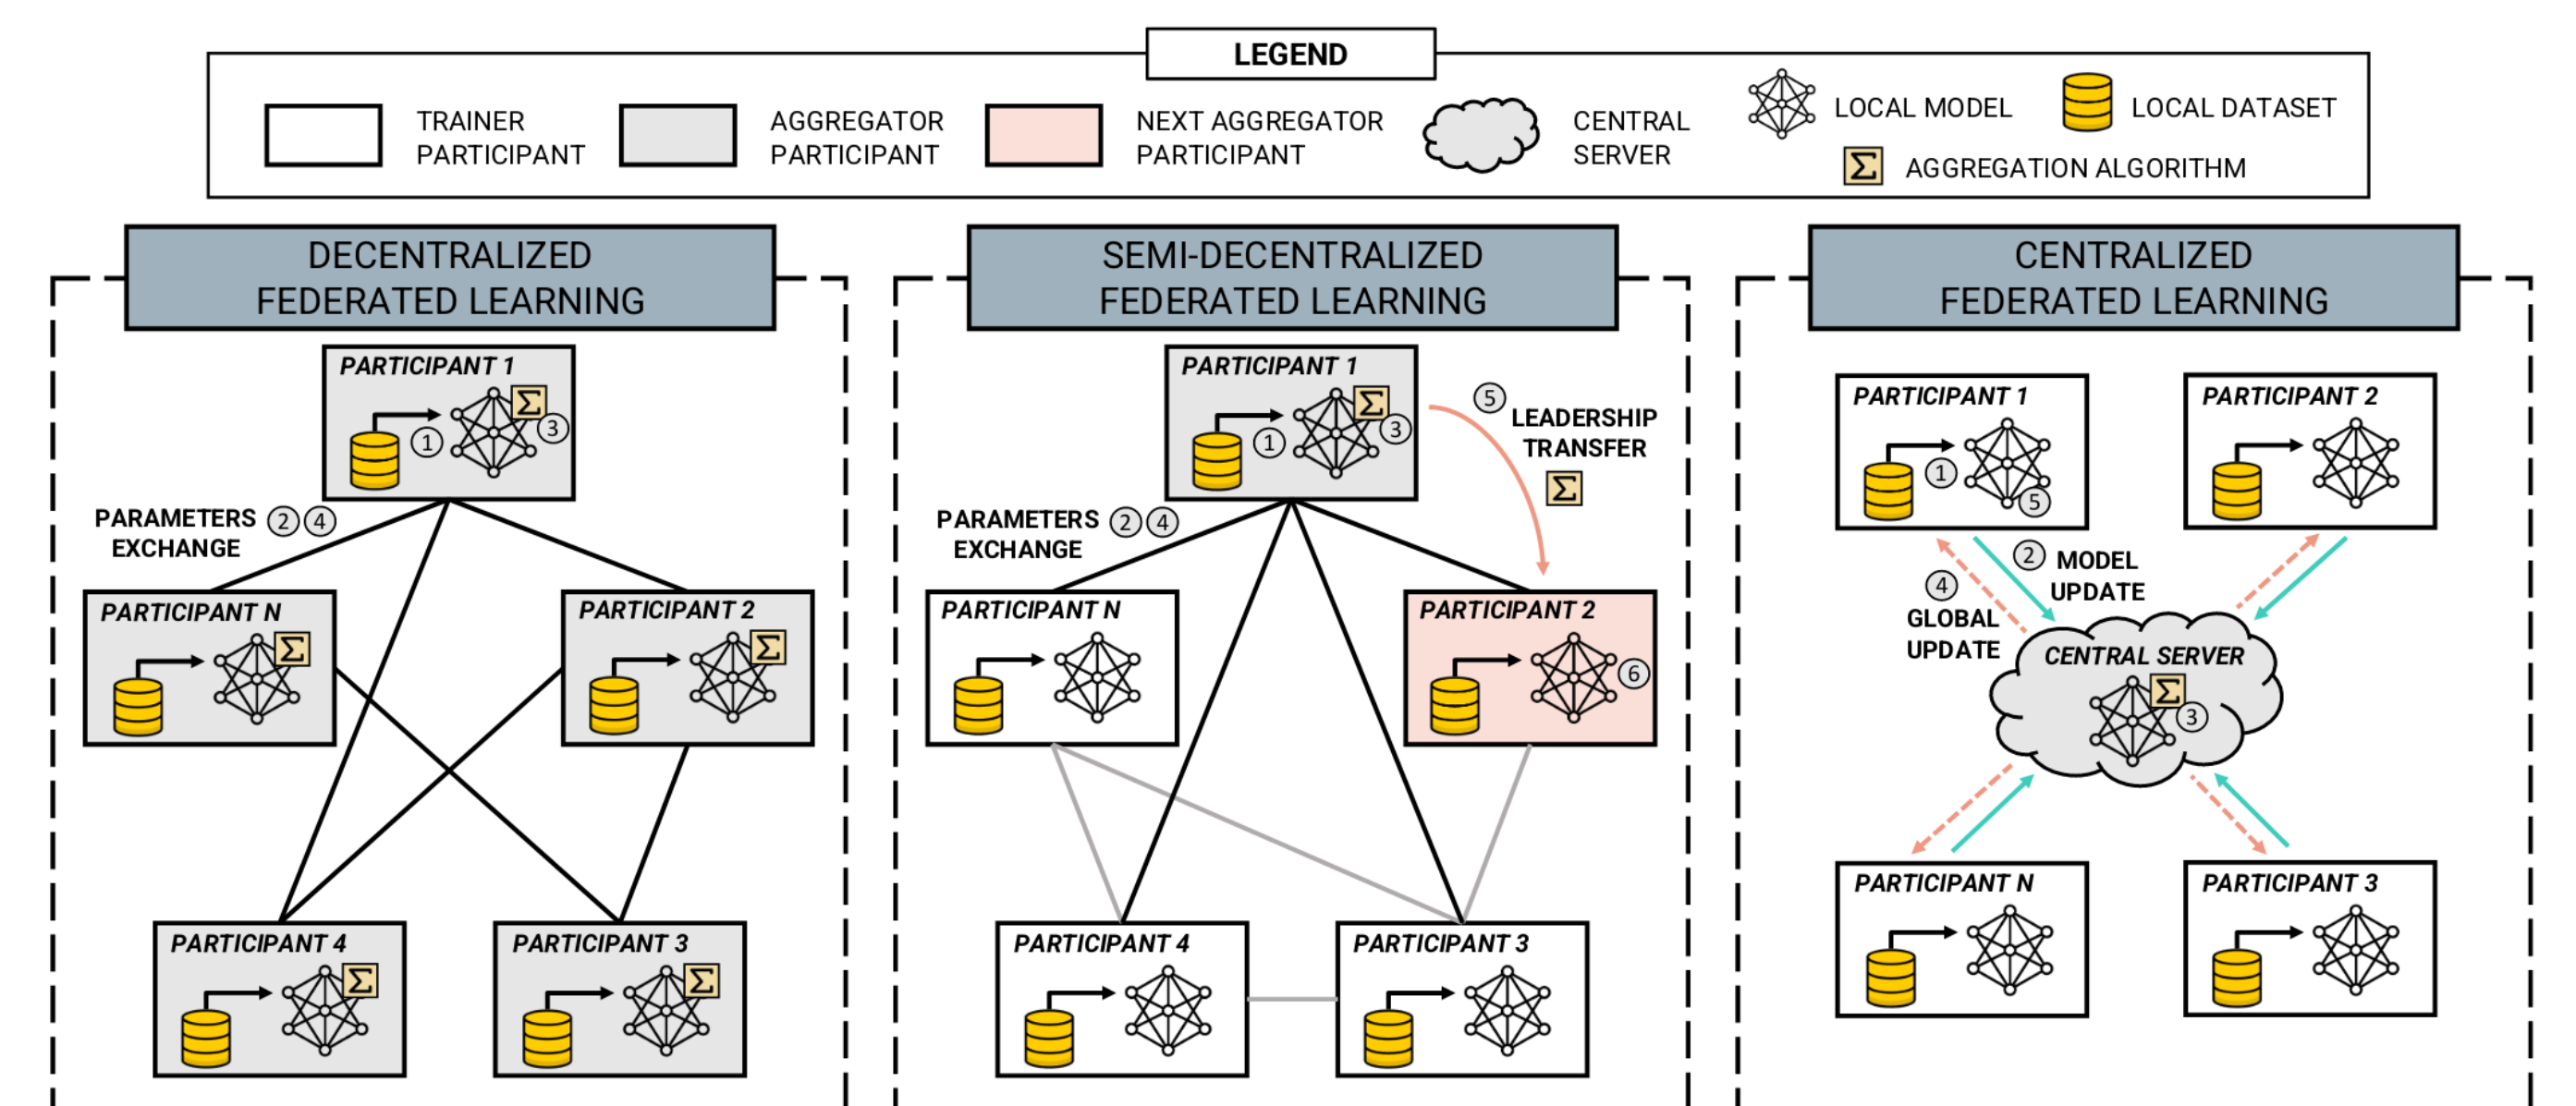 LEGEND
TRAINER
PARTICIPANT
AGGREGATOR
PARTICIPANT
NEXT AGGREGATOR
PARTICIPANT
CENTRAL
SERVER
LOCAL MODEL
LOCAL DATASET
Σ AGGREGATION ALGORITHM
DECENTRALIZED
FEDERATED LEARNING
PARTICIPANT 1
Σ
1
3
PARAMETERS
EXCHANGE
2 4
PARTICIPANT N
Σ
PARTICIPANT 2
Σ
PARTICIPANT 4
Σ
PARTICIPANT 3
Σ
SEMI-DECENTRALIZED
FEDERATED LEARNING
PARTICIPANT 1
Σ
1
3
5
LEADERSHIP
TRANSFER
Σ
PARAMETERS
EXCHANGE
2 4
PARTICIPANT N
PARTICIPANT 2
6
PARTICIPANT 4
PARTICIPANT 3
CENTRALIZED
FEDERATED LEARNING
PARTICIPANT 1
1
5
PARTICIPANT 2
2
MODEL
UPDATE
4
GLOBAL
UPDATE
CENTRAL SERVER
Σ
3
PARTICIPANT N
PARTICIPANT 3